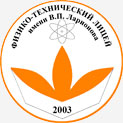 ФИЗИКО-ТЕХНИЧЕСКИЙ ЛИЦЕЙ
имени В.П. Ларионова
2003